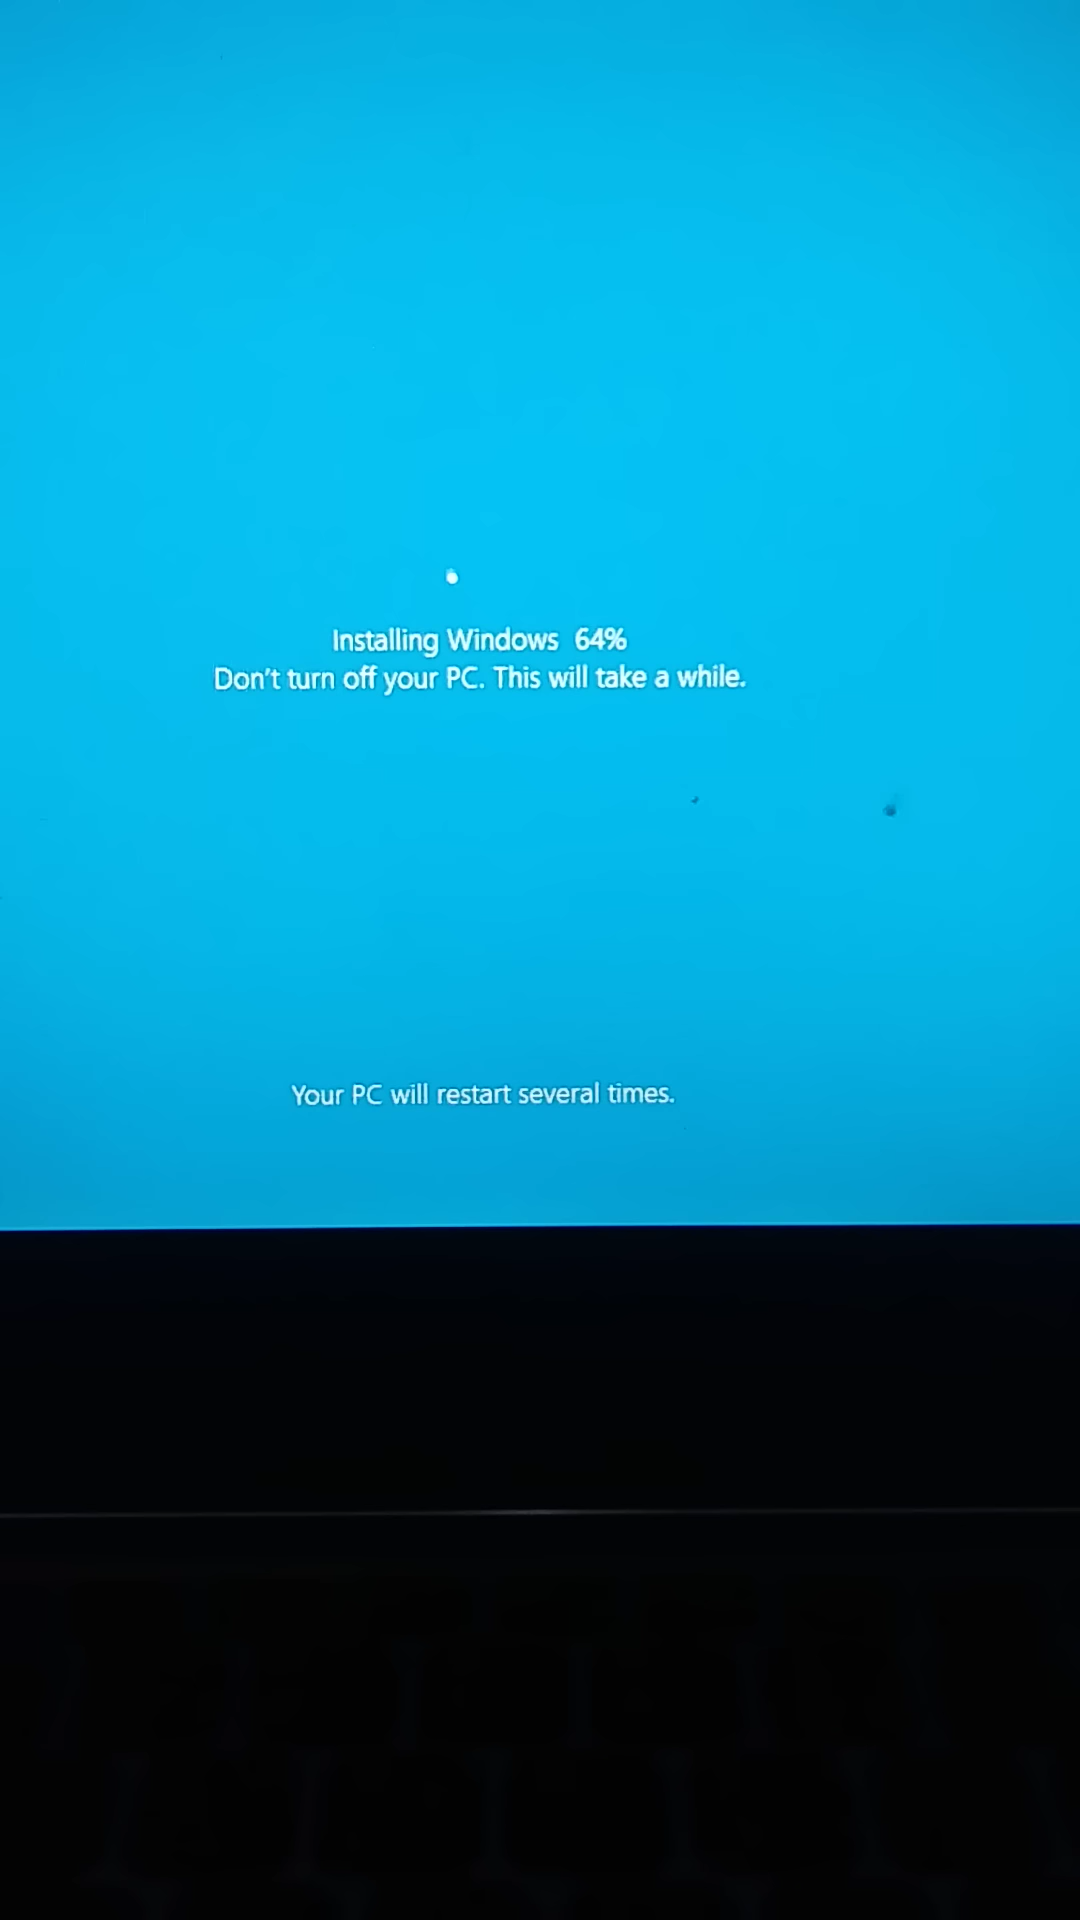 Installing Windows 64%
Don't turn off your PC. This will take a while.
Your PC will restart several times.